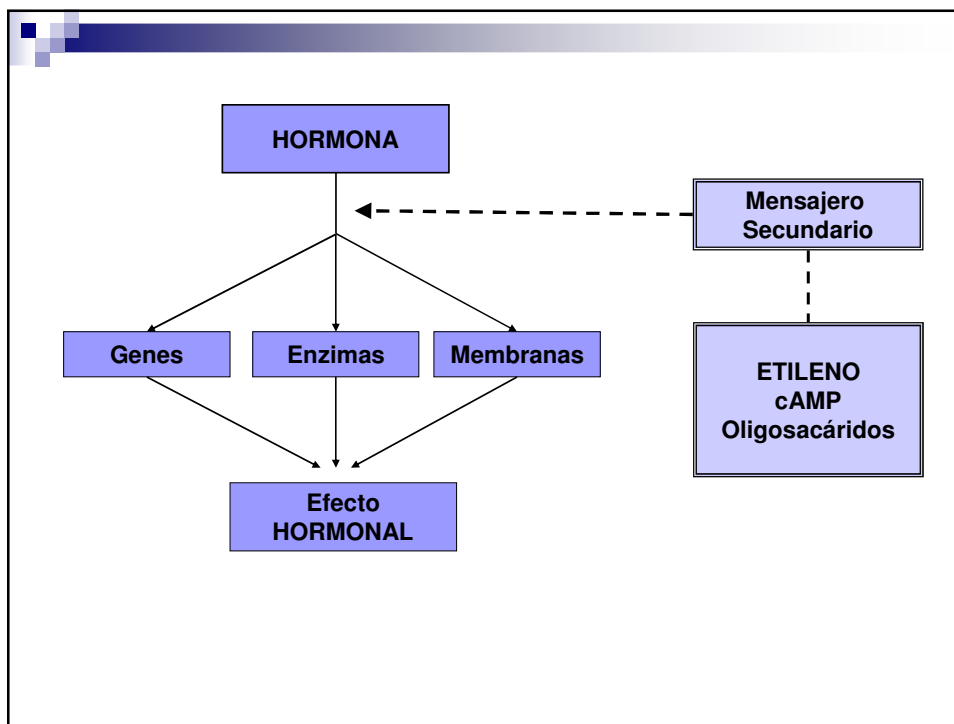 HORMONA
Mensajero
Secundario
Genes
Enzimas
Membranas
ETILENO
cAMP
Oligosacáridos
Efecto
HORMONAL